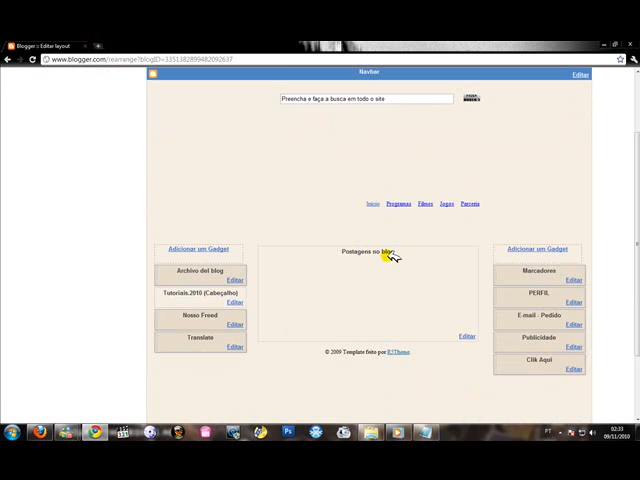 Blogger :: Editar layout
www.blogger.com/rearrange?blogID=3351382899482092637
Navbar
Editar
Preencha e faça a busca em todo o site
Inicio Programas Filmes Jogos Parceria
Adicionar um Gadget
Postagens no blog
Adicionar um Gadget
Archivo del blog
Editar
Marcadores
Editar
Tutoriais.2010 (Cabeçalho)
Editar
PERFIL
Editar
Nosso Freed
Editar
E-mail - Pedido
Editar
Translate
Editar
Editar
Publicidade
Editar
© 2009 Template feito por
Clik Aqui
Editar
PT
02:33
09/11/2010